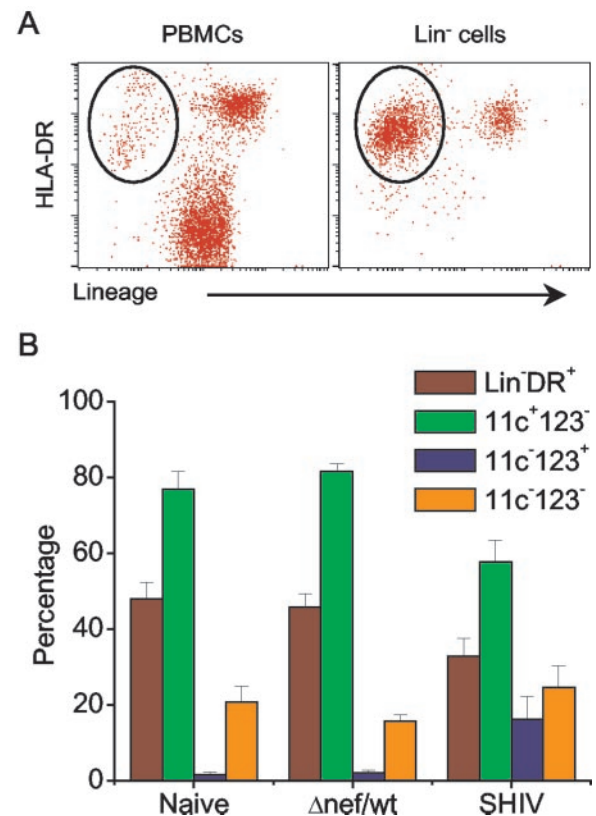 A
PBMCs
Lin⁻ cells
HLA-DR
Lineage
B
Lin⁻DR⁺
11c⁺123⁻
11c⁻123⁺
11c⁻123⁻
Percentage
100
80
60
40
20
0
Naive
Δnef/wt
SHIV